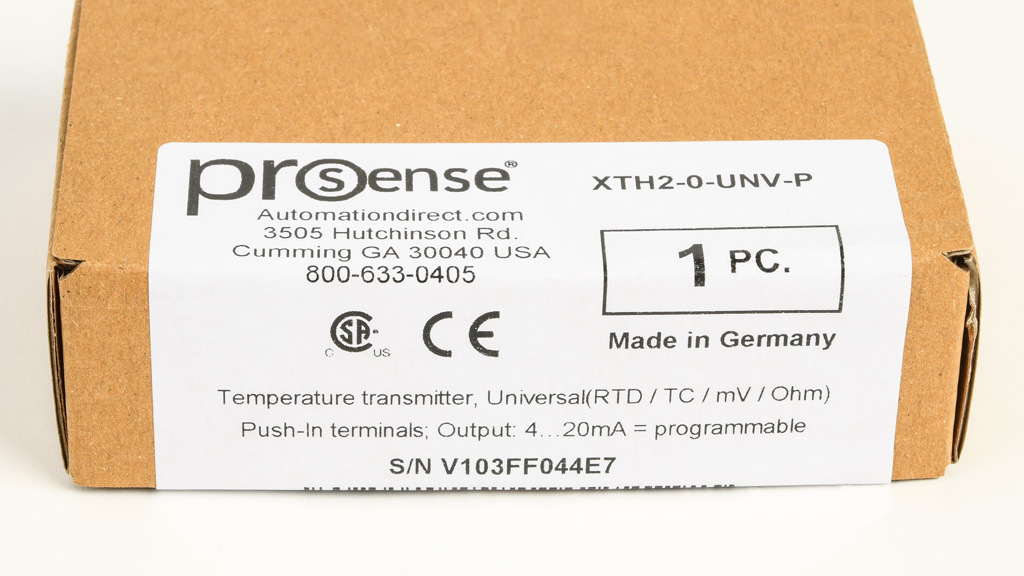 prosense®
XTH2-0-UNV-P
Automationdirect.com
3505 Hutchinson Rd.
Cumming GA 30040 USA
800-633-0405
1 PC.
Made in Germany
C SA® US
CE
Temperature transmitter, Universal(RTD / TC / mV / Ohm)
Push-In terminals; Output: 4...20mA = programmable
S/N V103FF044E7